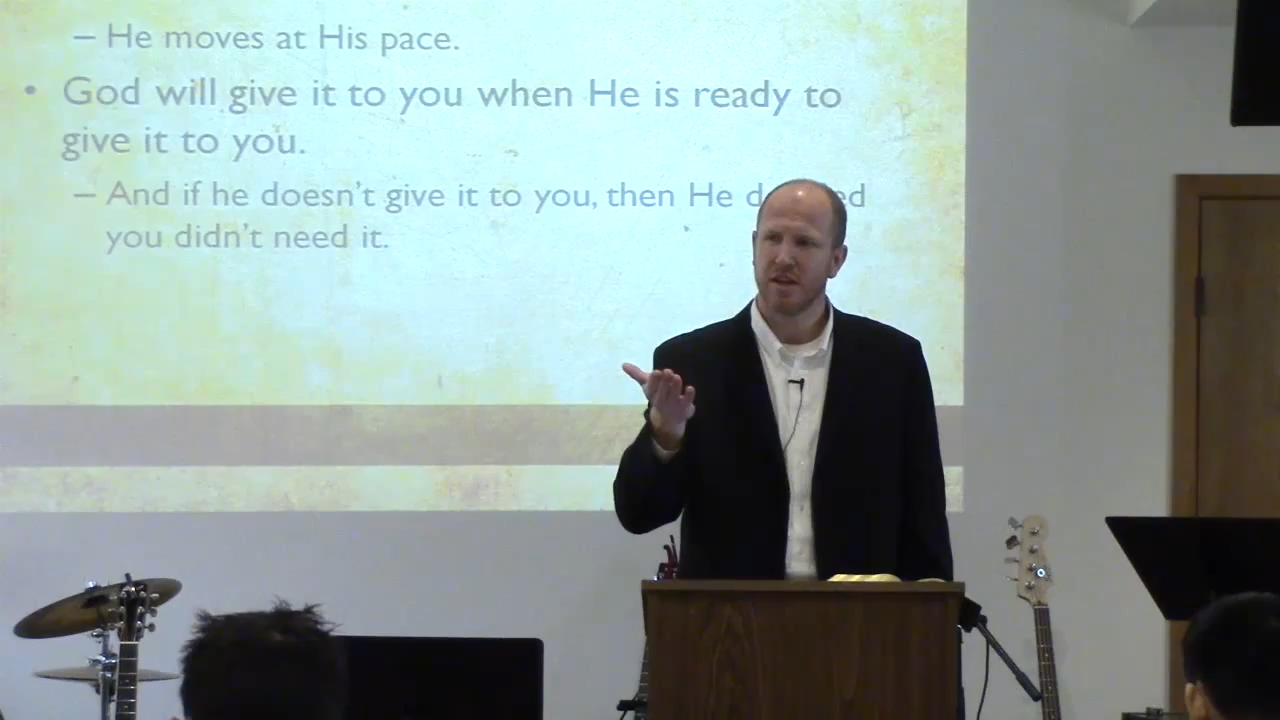 – He moves at His pace.
• God will give it to you when He is ready to
give it to you.
– And if he doesn't give it to you, then He
you didn't need it.